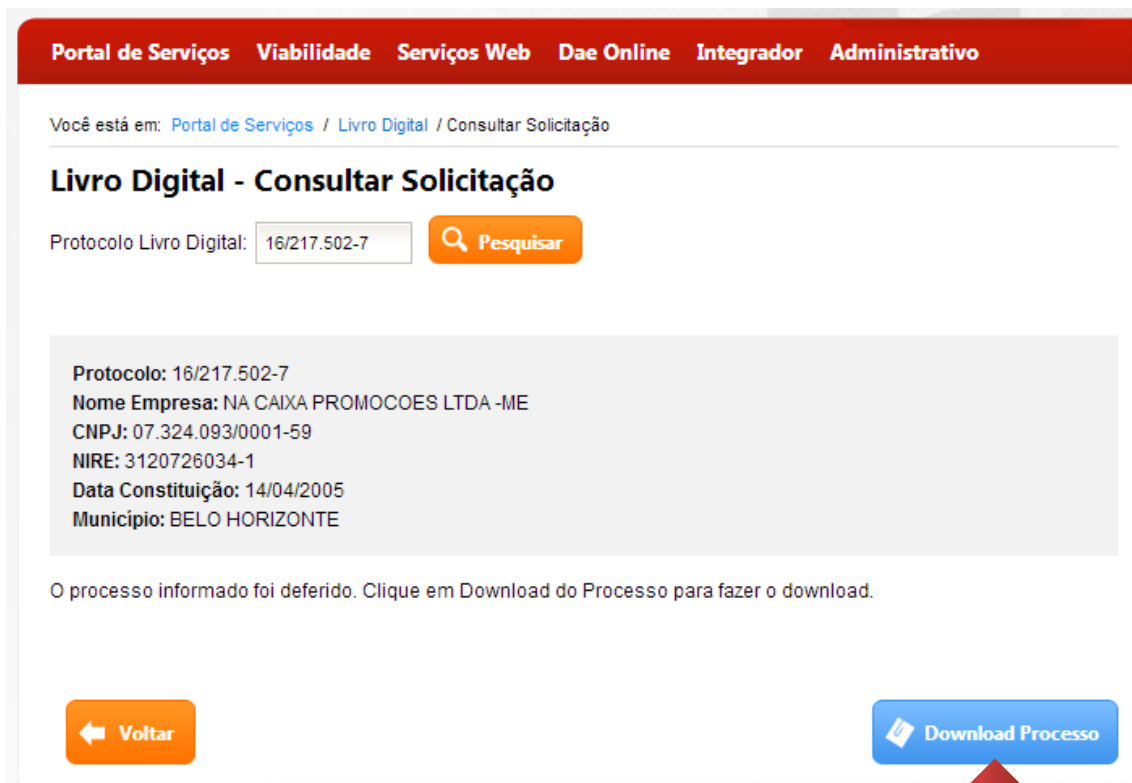 Portal de Serviços Viabilidade Serviços Web Dae Online Integrador Administrativo
Você está em: Portal de Serviços / Livro Digital / Consultar Solicitação
Livro Digital - Consultar Solicitação
Protocolo Livro Digital: 16/217.502-7 Pesquisar
Protocolo: 16/217.502-7
Nome Empresa: NA CAIXA PROMOCOES LTDA -ME
CNPJ: 07.324.093/0001-59
NIRE: 3120726034-1
Data Constituição: 14/04/2005
Município: BELO HORIZONTE
O processo informado foi deferido. Clique em Download do Processo para fazer o download.
Voltar Download Processo